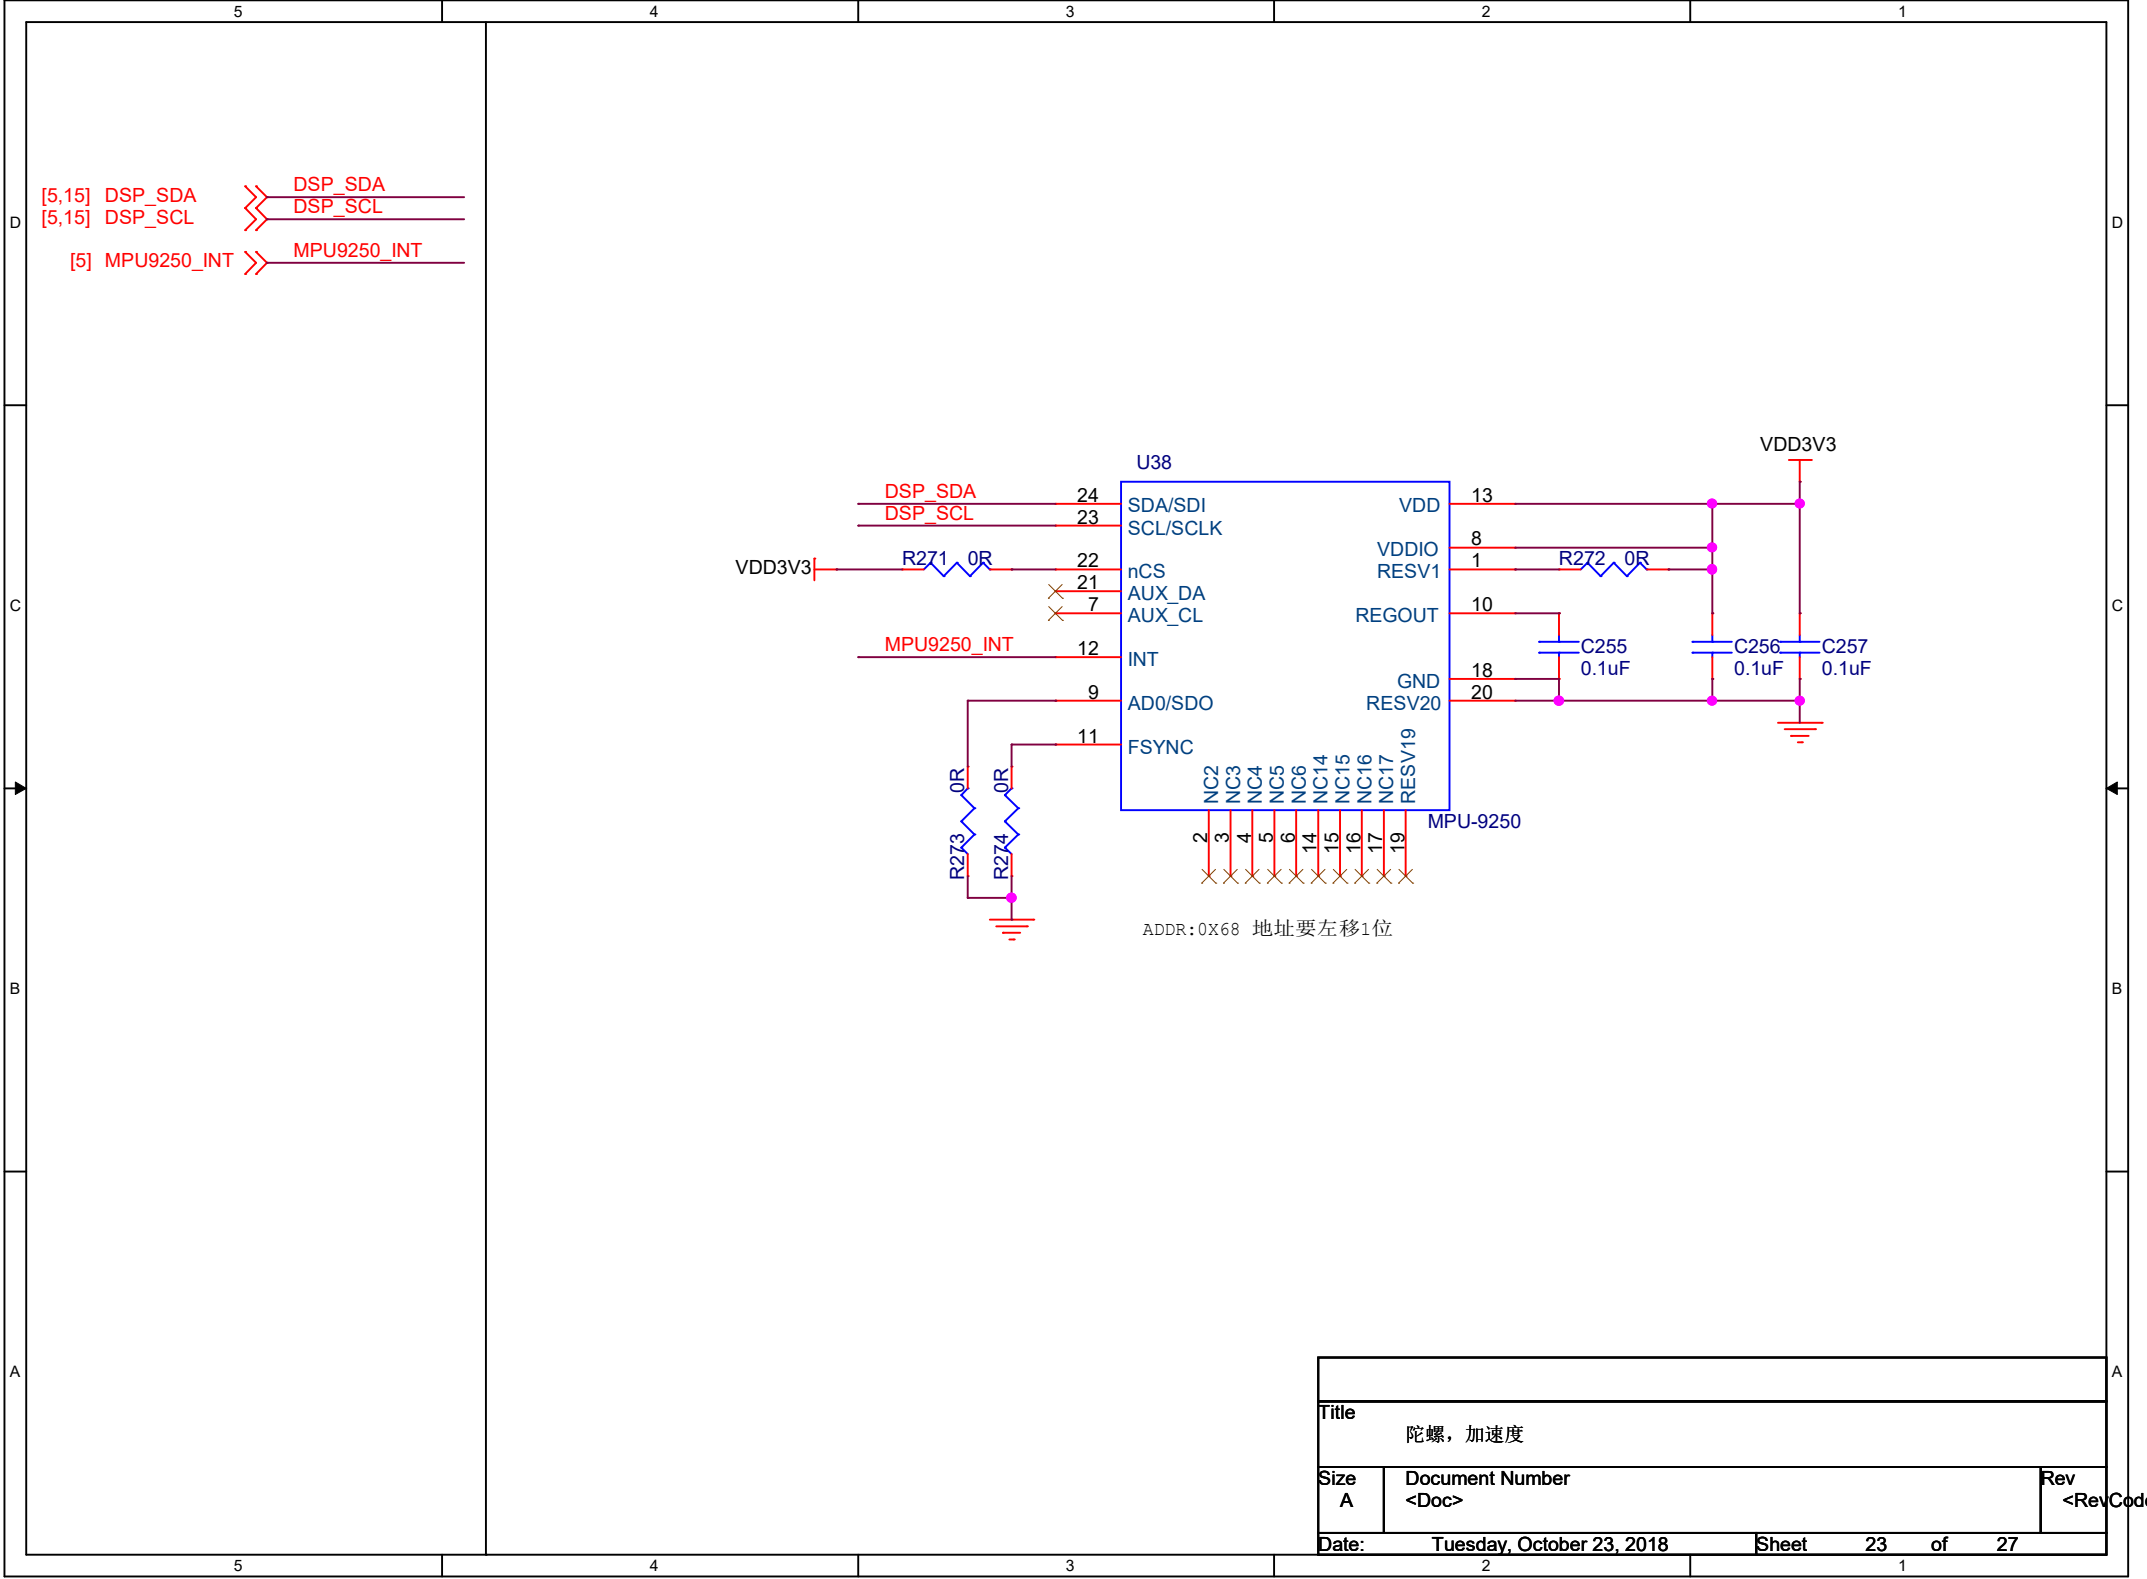 5 4 3 2 1
[5,15] DSP_SDA DSP_SDA
[5,15] DSP_SCL DSP_SCL
D D
[5] MPU9250_INT MPU9250_INT
VDD3V3
U38
DSP_SDA 24 SDA/SDI VDD 13
DSP_SCL 23 SCL/SCLK
VDDIO 8
VDD3V3 R271 0R 22 nCS RESV1 1 R272 0R
21 AUX_DA
7 AUX_CL REGOUT 10
C C
MPU9250_INT 12 INT
C255 C256 C257
0.1uF 0.1uF 0.1uF
GND 18
9 AD0/SDO RESV20 20
11 FSYNC
NC2 NC3 NC4 NC5 NC6 NC14 NC15 NC16 NC17 RESV19
0R 0R
MPU-9250
2 3 4 5 6 14 15 16 17 19
R273 R274
ADDR:0X68 地址要左移1位
B B
A A
Title
陀螺，加速度
Size Document Number Rev
A <Doc> <RevCode
Date: Tuesday, October 23, 2018 Sheet 23 of 27
5 4 3 2 1